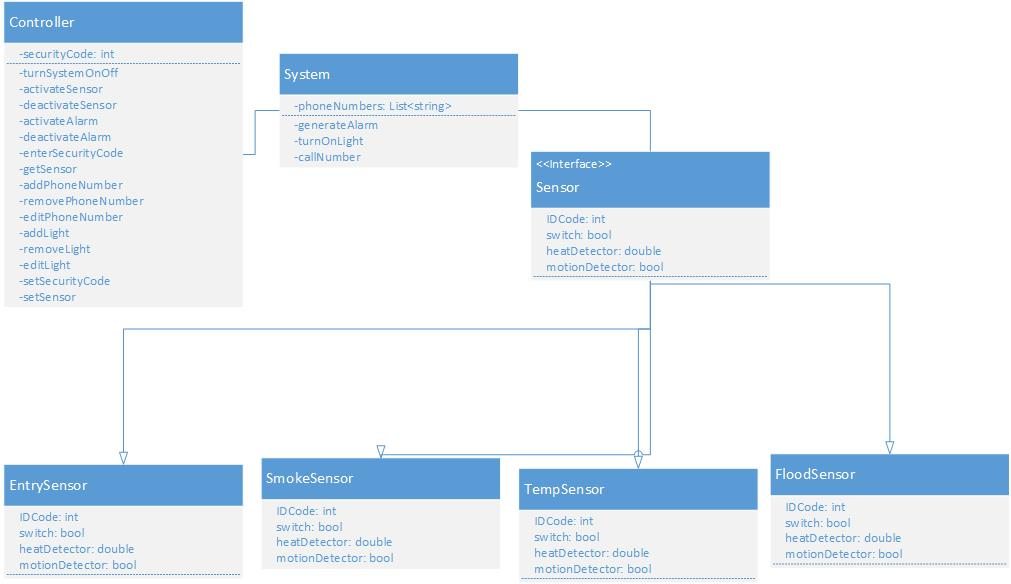 Controller
-securityCode: int
-turnSystemOnOff
-activateSensor
-deactivateSensor
-activateAlarm
-deactivateAlarm
-enterSecurityCode
-getSensor
-addPhoneNumber
-removePhoneNumber
-editPhoneNumber
-addLight
-removeLight
-editLight
-setSecurityCode
-setSensor
System
-phoneNumbers: List<string>
-generateAlarm
-turnOnLight
-callNumber
<<Interface>>
Sensor
IDCode: int
switch: bool
heatDetector: double
motionDetector: bool
EntrySensor
IDCode: int
switch: bool
heatDetector: double
motionDetector: bool
SmokeSensor
IDCode: int
switch: bool
heatDetector: double
motionDetector: bool
TempSensor
IDCode: int
switch: bool
heatDetector: double
motionDetector: bool
FloodSensor
IDCode: int
switch: bool
heatDetector: double
motionDetector: bool